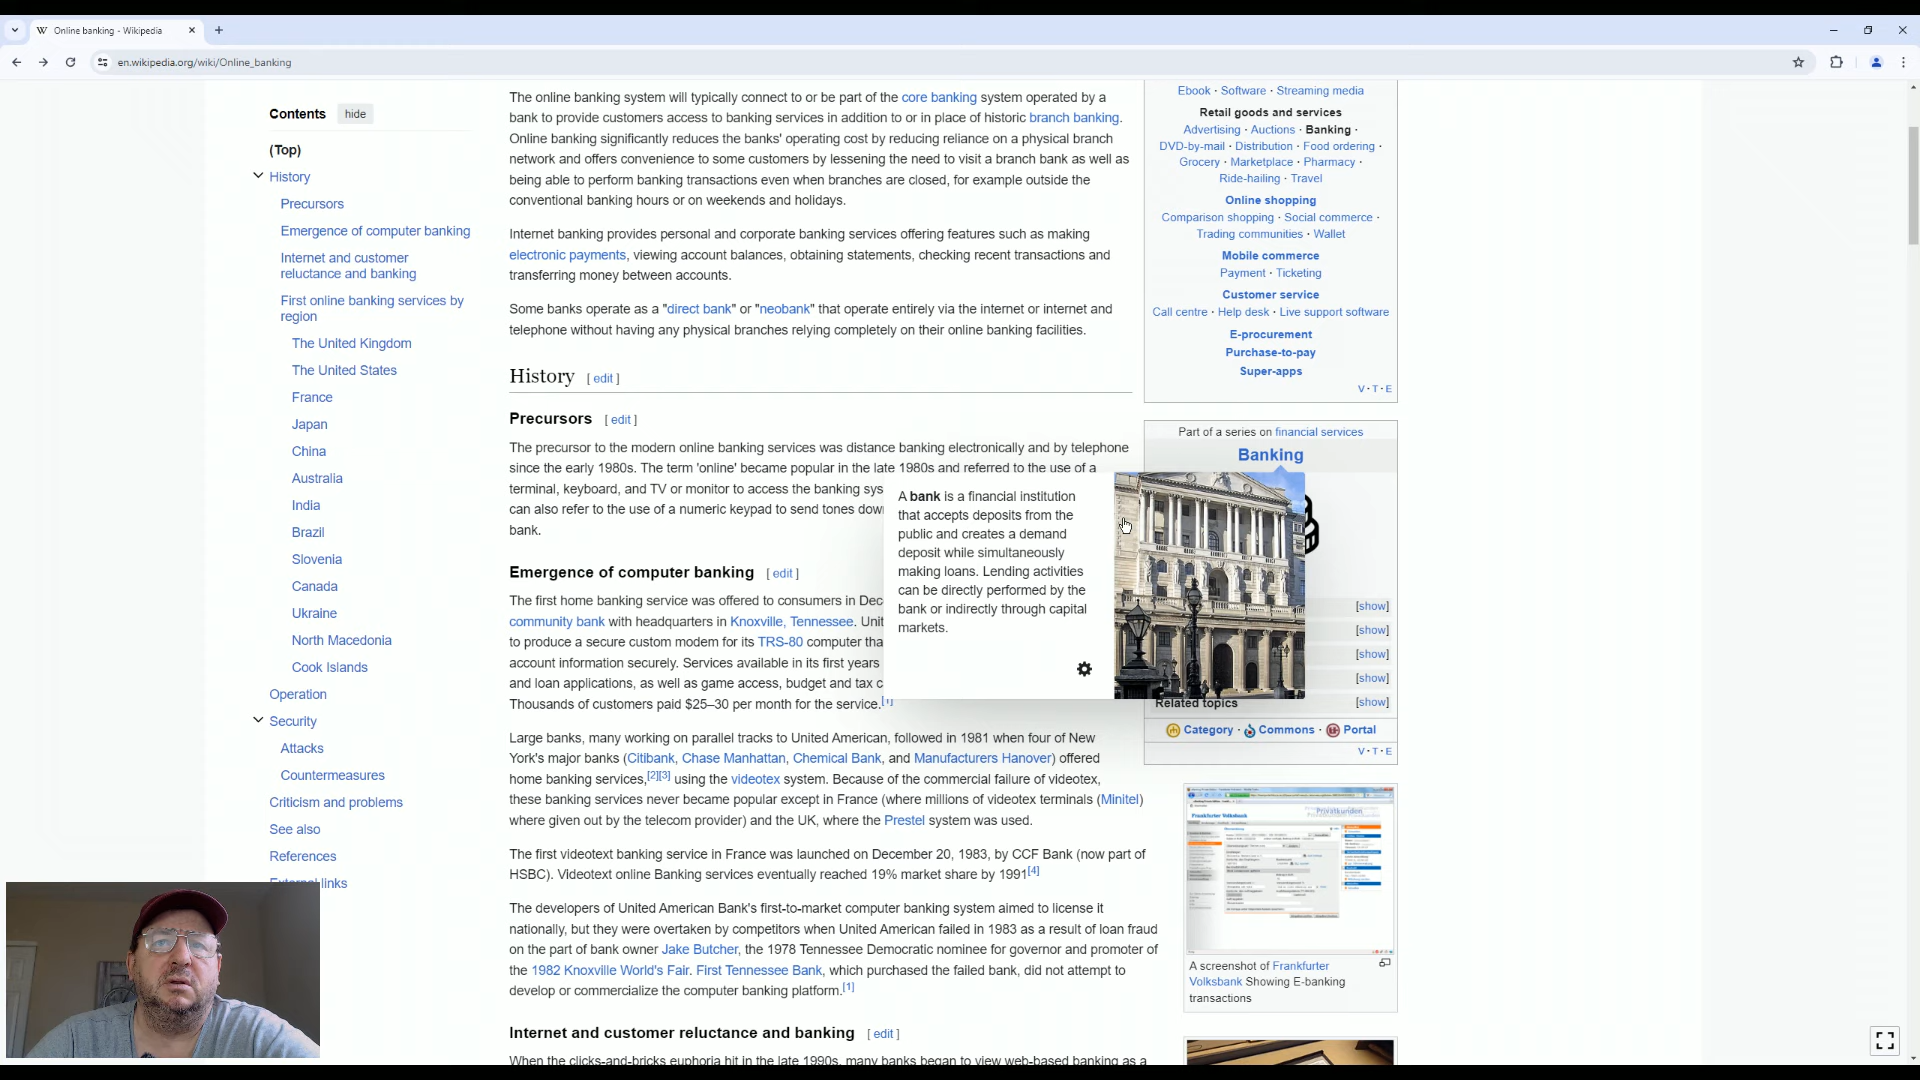 Online banking - Wikipedia
en.wikipedia.org/wiki/Online_banking
Contents hide
(Top)
History
Precursors
Emergence of computer banking
Internet and customer
reluctance and banking
First online banking services by
region
The United Kingdom
The United States
France
Japan
China
Australia
India
Brazil
Slovenia
Canada
Ukraine
North Macedonia
Cook Islands
Operation
Security
Attacks
Countermeasures
Criticism and problems
See also
References
External links
The online banking system will typically connect to or be part of the core banking system operated by a
bank to provide customers access to banking services in addition to or in place of historic branch banking.
Online banking significantly reduces the banks' operating cost by reducing reliance on a physical branch
network and offers convenience to some customers by lessening the need to visit a branch bank as well as
being able to perform banking transactions even when branches are closed, for example outside the
conventional banking hours or on weekends and holidays.
Internet banking provides personal and corporate banking services offering features such as making
electronic payments, viewing account balances, obtaining statements, checking recent transactions and
transferring money between accounts.
Some banks operate as a "direct bank" or "neobank" that operate entirely via the internet or internet and
telephone without having any physical branches relying completely on their online banking facilities.
History [ edit ]
Precursors [ edit ]
The precursor to the modern online banking services was distance banking electronically and by telephone
since the early 1980s. The term 'online' became popular in the late 1980s and referred to the use of a
terminal, keyboard, and TV or monitor to access the banking sys
can also refer to the use of a numeric keypad to send tones dow
bank.
Emergence of computer banking [ edit ]
The first home banking service was offered to consumers in Dec
community bank with headquarters in Knoxville, Tennessee. Unit
to produce a secure custom modem for its TRS-80 computer tha
account information securely. Services available in its first years
and loan applications, as well as game access, budget and tax c
Thousands of customers paid $25–30 per month for the service.[1]
Large banks, many working on parallel tracks to United American, followed in 1981 when four of New
York's major banks (Citibank, Chase Manhattan, Chemical Bank, and Manufacturers Hanover) offered
home banking services,[2][3] using the videotex system. Because of the commercial failure of videotex,
these banking services never became popular except in France (where millions of videotex terminals (Minitel)
where given out by the telecom provider) and the UK, where the Prestel system was used.
The first videotext banking service in France was launched on December 20, 1983, by CCF Bank (now part of
HSBC). Videotext online Banking services eventually reached 19% market share by 1991[4]
The developers of United American Bank's first-to-market computer banking system aimed to license it
nationally, but they were overtaken by competitors when United American failed in 1983 as a result of loan fraud
on the part of bank owner Jake Butcher, the 1978 Tennessee Democratic nominee for governor and promoter of
the 1982 Knoxville World's Fair. First Tennessee Bank, which purchased the failed bank, did not attempt to
develop or commercialize the computer banking platform.[1]
Internet and customer reluctance and banking [ edit ]
When the clicks-and-bricks euphoria hit in the late 1990s, many banks began to view web-based banking as a
A bank is a financial institution
that accepts deposits from the
public and creates a demand
deposit while simultaneously
making loans. Lending activities
can be directly performed by the
bank or indirectly through capital
markets.
Ebook · Software · Streaming media
Retail goods and services
Advertising · Auctions · Banking ·
DVD-by-mail · Distribution · Food ordering ·
Grocery · Marketplace · Pharmacy ·
Ride-hailing · Travel
Online shopping
Comparison shopping · Social commerce ·
Trading communities · Wallet
Mobile commerce
Payment · Ticketing
Customer service
Call centre · Help desk · Live support software
E-procurement
Purchase-to-pay
Super-apps
V · T · E
Part of a series on financial services
Banking
[show]
[show]
[show]
[show]
Related topics [show]
Category · Commons · Portal
V · T · E
Privatkunden
Frankfurter Volksbank
A screenshot of Frankfurter
Volksbank Showing E-banking
transactions